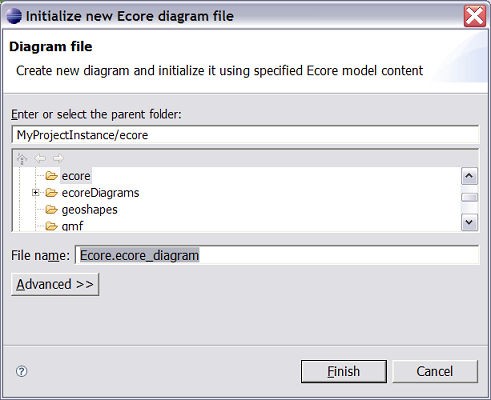 Initialize new Ecore diagram file
Diagram file
Create new diagram and initialize it using specified Ecore model content
Enter or select the parent folder:
MyProjectInstance/ecore
ecore
ecoreDiagrams
geoshapes
gmf
File name: Ecore.ecore_diagram
Advanced >>
? Finish Cancel